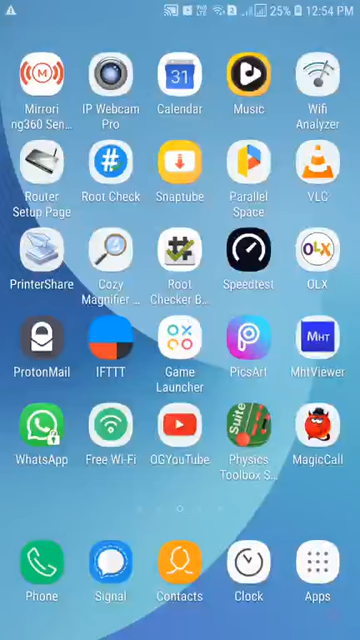 25% 12:54 PM
31
Mirrori
ng360 Sen...
IP Webcam
Pro
Calendar
Music
Wifi
Analyzer
Router
Setup Page
Root Check
Snaptube
Parallel
Space
VLC
OLX
PrinterShare
Cozy
Magnifier ...
Root
Checker B...
Speedtest
OLX
MHT
ProtonMail
IFTTT
Game
Launcher
PicsArt
MhtViewer
Suite
WhatsApp
Free Wi-Fi
OGYouTube
Physics
Toolbox S...
MagicCall
Phone
Signal
Contacts
Clock
Apps